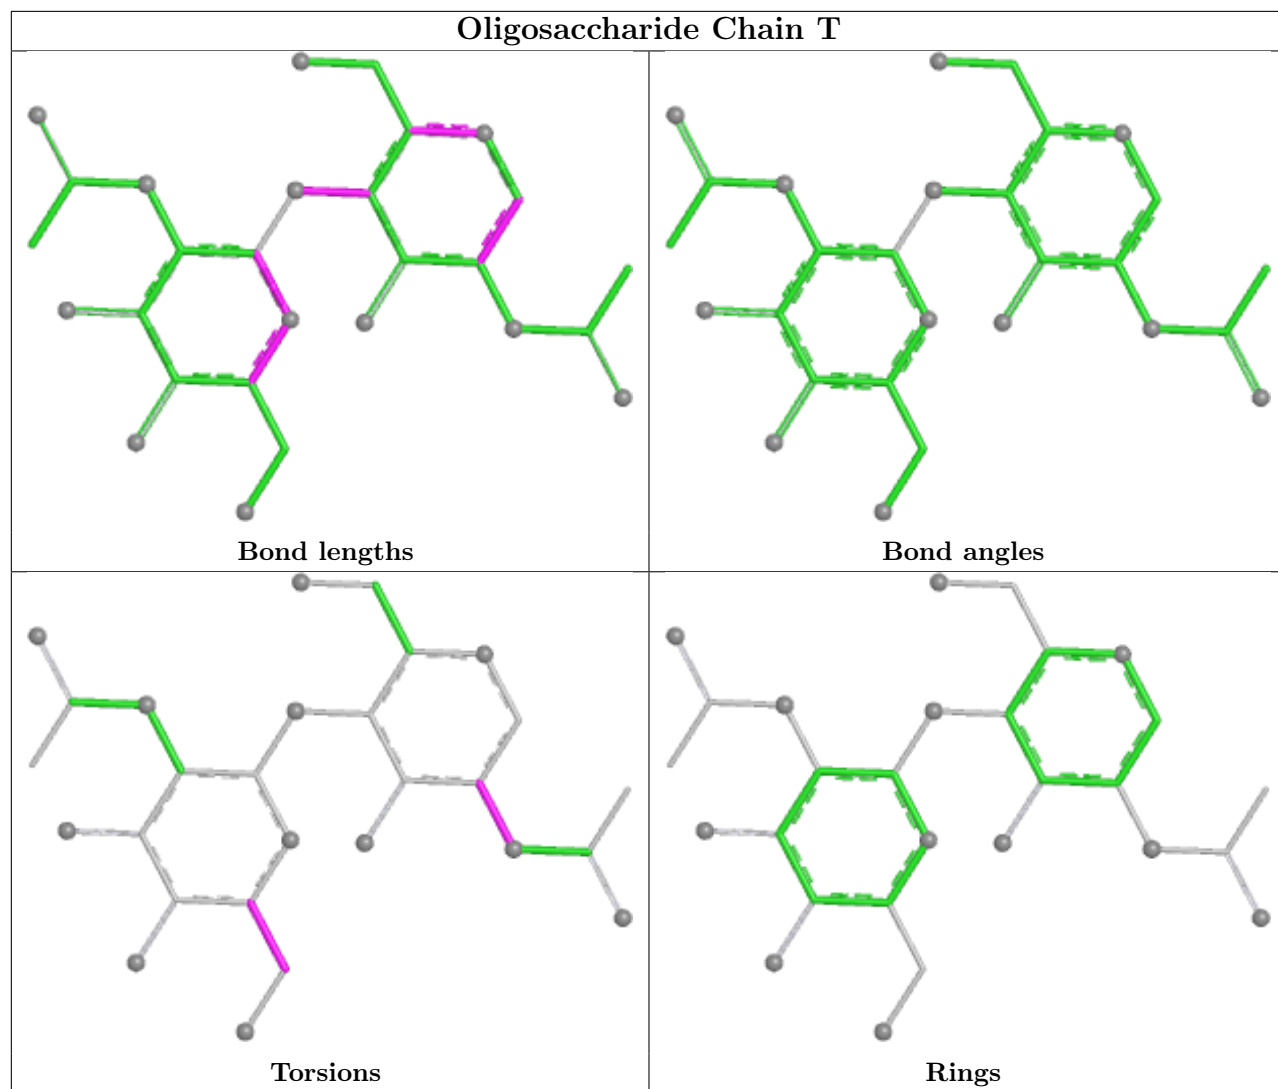 Oligosaccharide Chain T
Bond lengths
Bond angles
Torsions
Rings